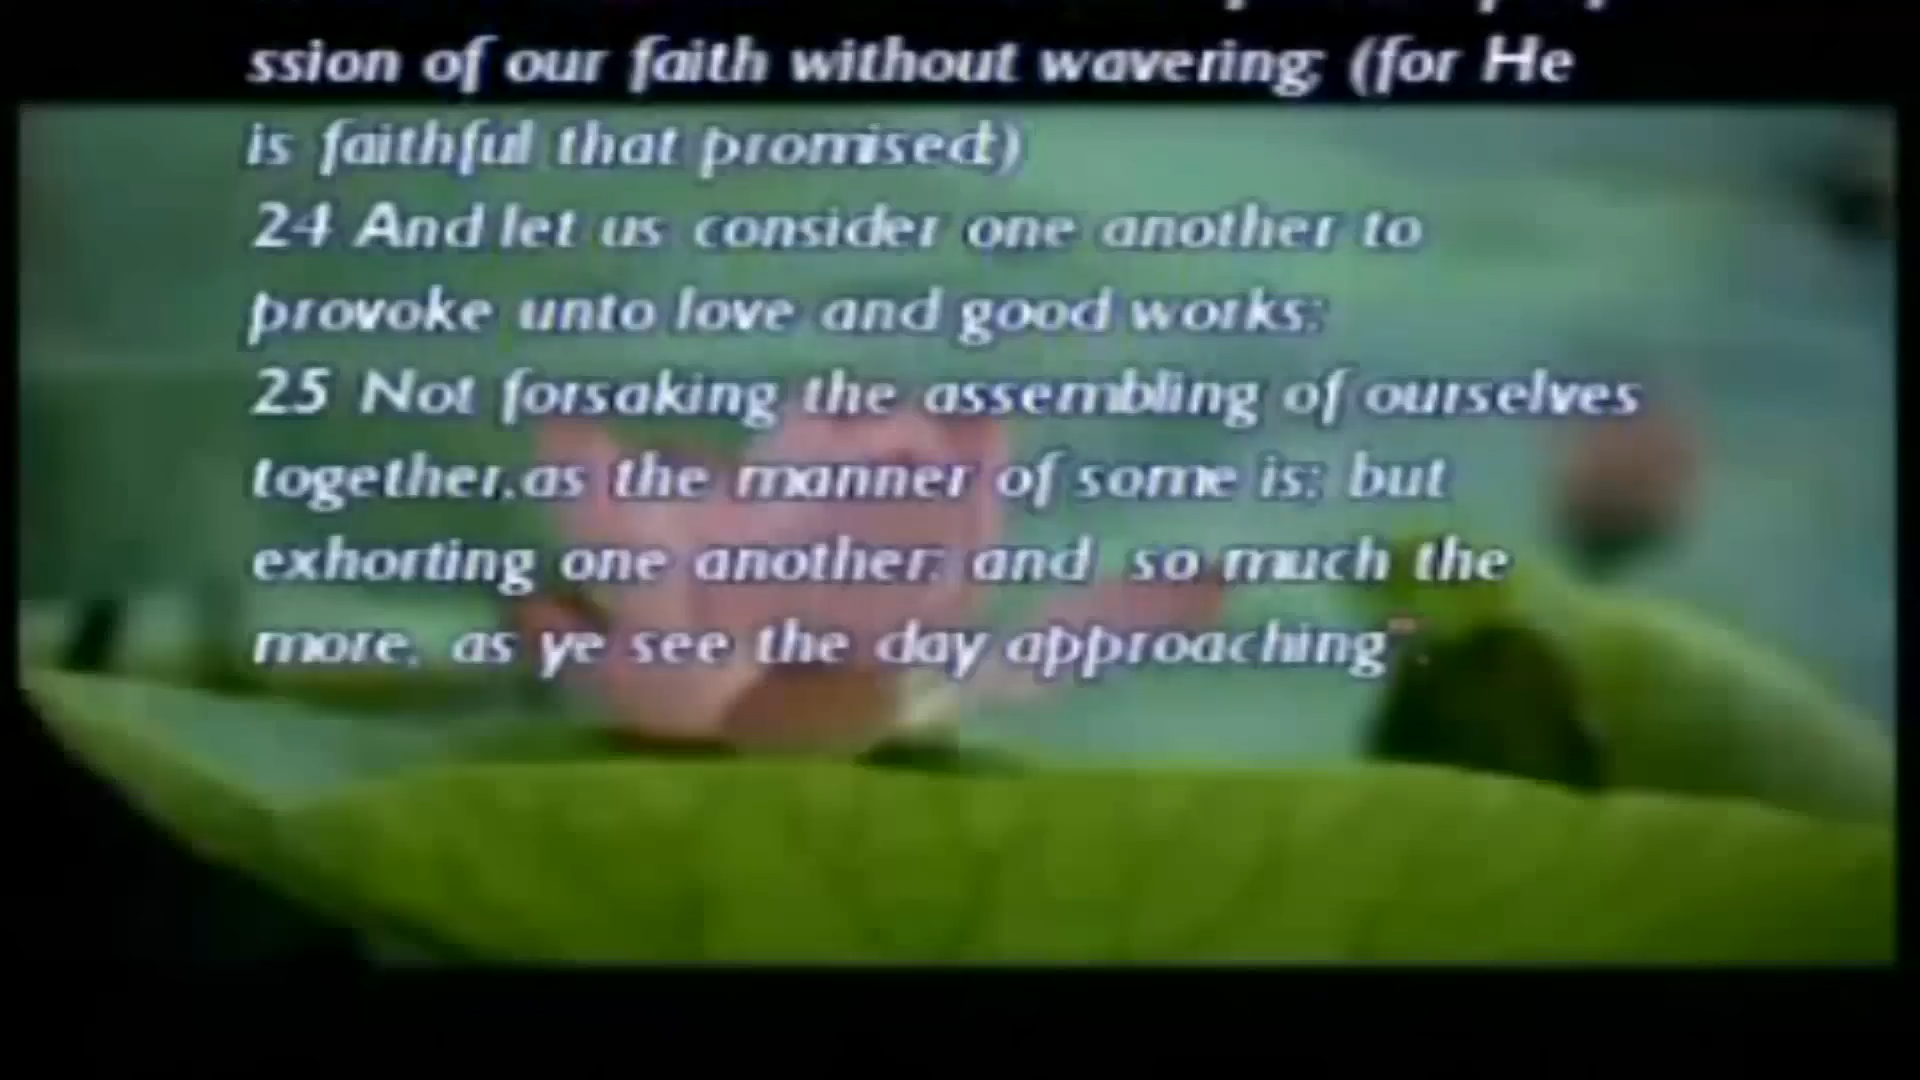 ssion of our faith without wavering; (for He
is faithful that promised;)
24 And let us consider one another to
provoke unto love and good works:
25 Not forsaking the assembling of ourselves
together,as the manner of some is; but
exhorting one another: and so much the
more, as ye see the day approaching".